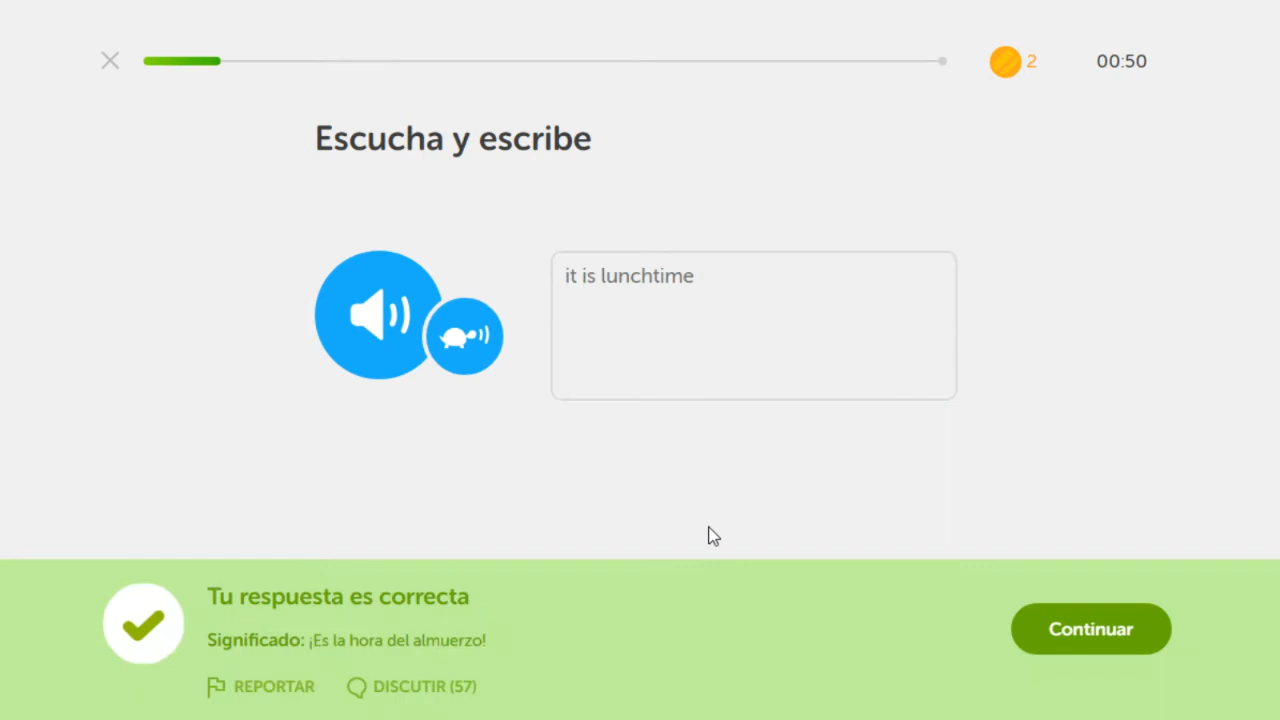 2
00:50
Escucha y escribe
it is lunchtime
Tu respuesta es correcta
Significado: ¡Es la hora del almuerzo!
Continuar
REPORTAR
DISCUTIR (57)